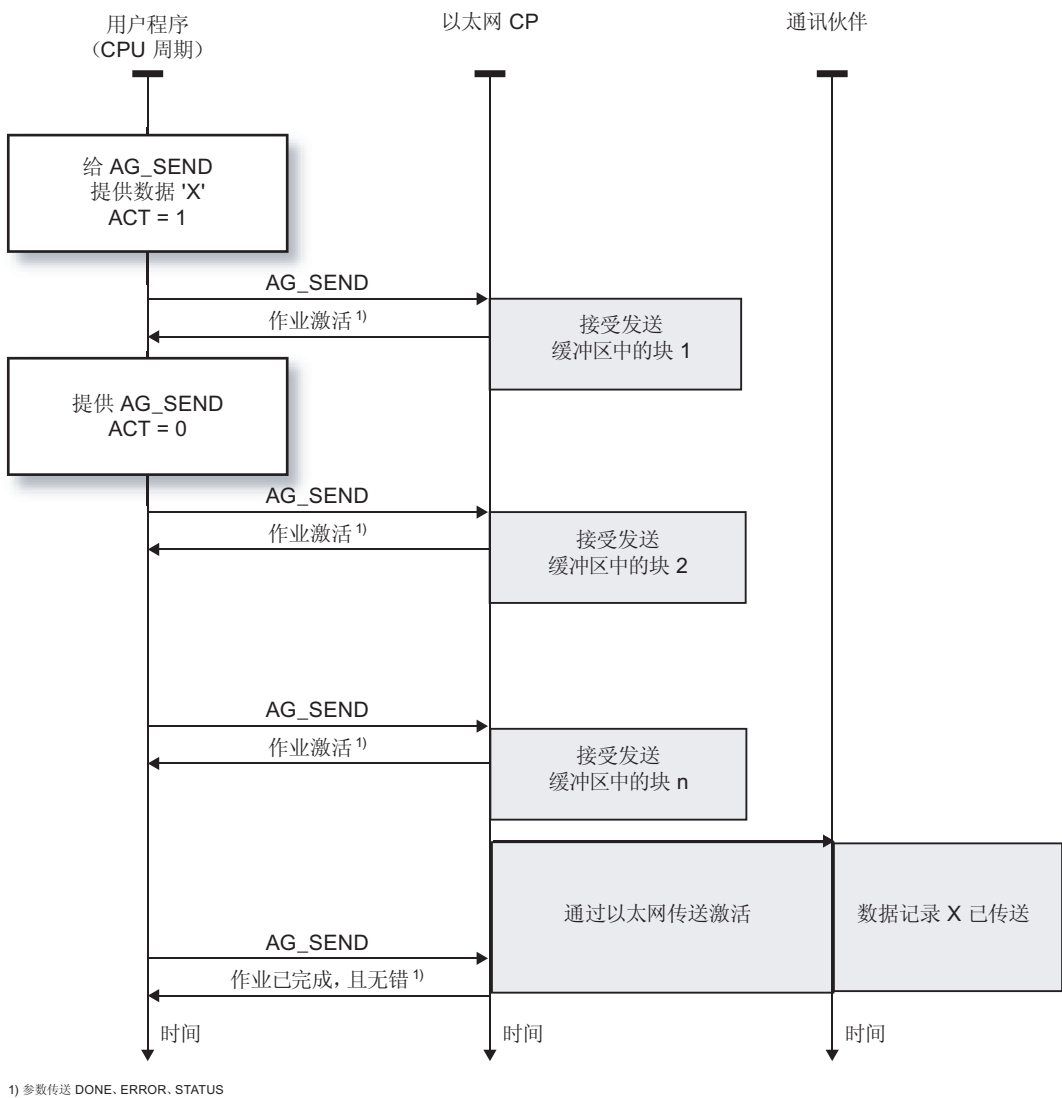 用户程序
（CPU 周期）
以太网 CP
通讯伙伴
给 AG_SEND
提供数据 'X'
ACT = 1
AG_SEND
作业激活 1)
接受发送
缓冲区中的块 1
提供 AG_SEND
ACT = 0
AG_SEND
作业激活 1)
接受发送
缓冲区中的块 2
AG_SEND
作业激活 1)
接受发送
缓冲区中的块 n
通过以太网传送激活
数据记录 X 已传送
AG_SEND
作业已完成，且无错 1)
时间
时间
时间
1) 参数传送 DONE、ERROR、STATUS